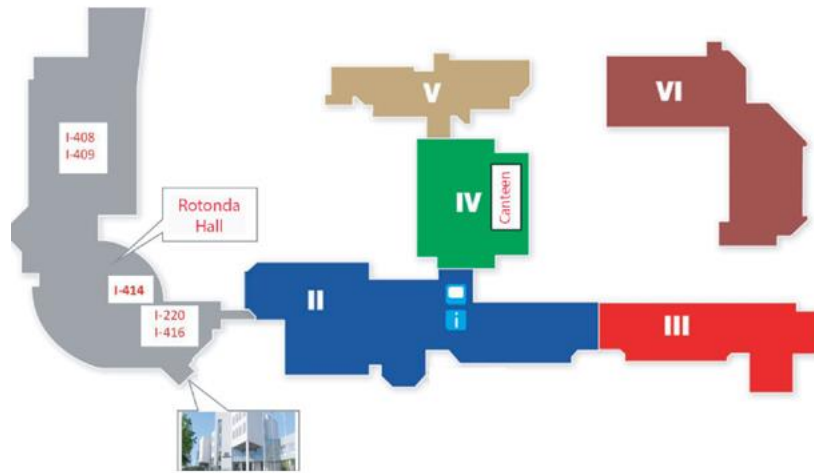 V
VI
I-408
I-409
Rotonda
Hall
IV
Canteen
I-414
II
I-220
I-416
i
III